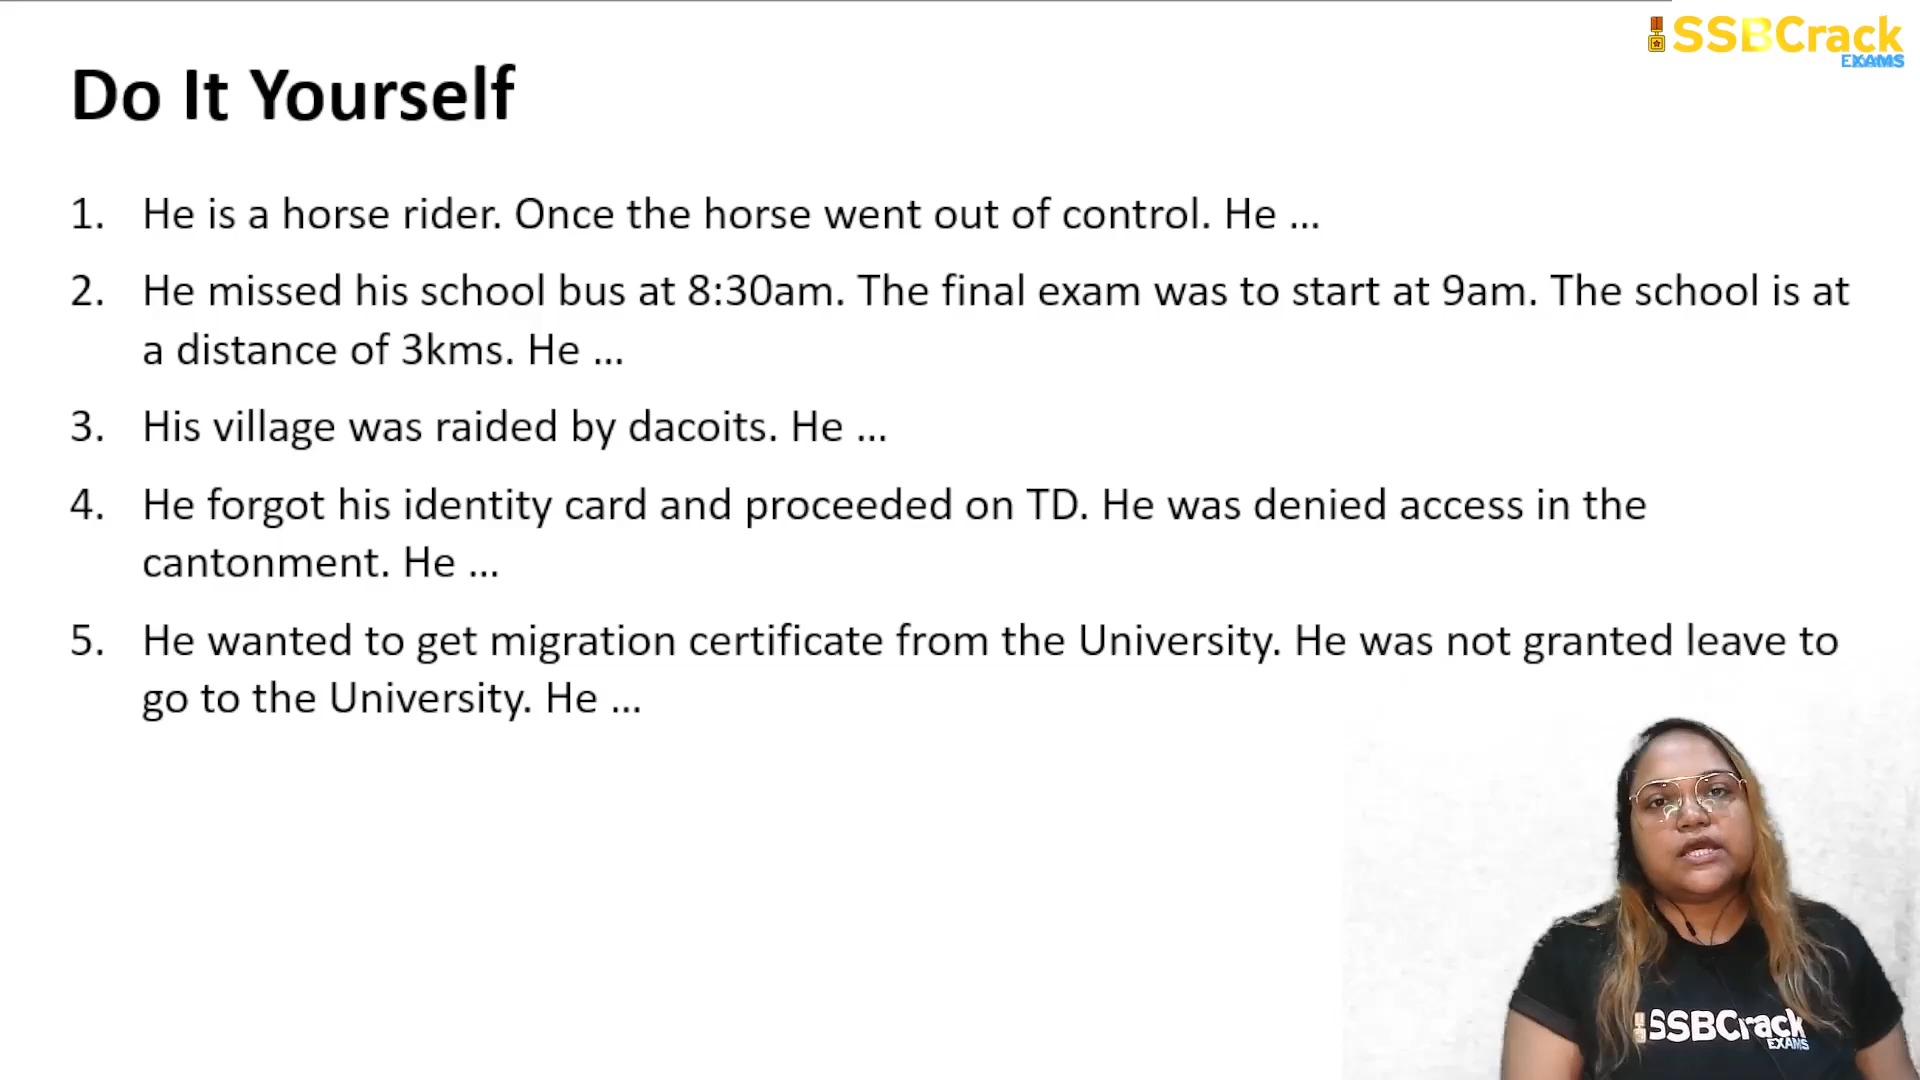 SSBCrack
EXAMS
Do It Yourself
1. He is a horse rider. Once the horse went out of control. He ...
2. He missed his school bus at 8:30am. The final exam was to start at 9am. The school is at
a distance of 3kms. He ...
3. His village was raided by dacoits. He ...
4. He forgot his identity card and proceeded on TD. He was denied access in the
cantonment. He ...
5. He wanted to get migration certificate from the University. He was not granted leave to
go to the University. He ...
SSBCrack
EXAMS